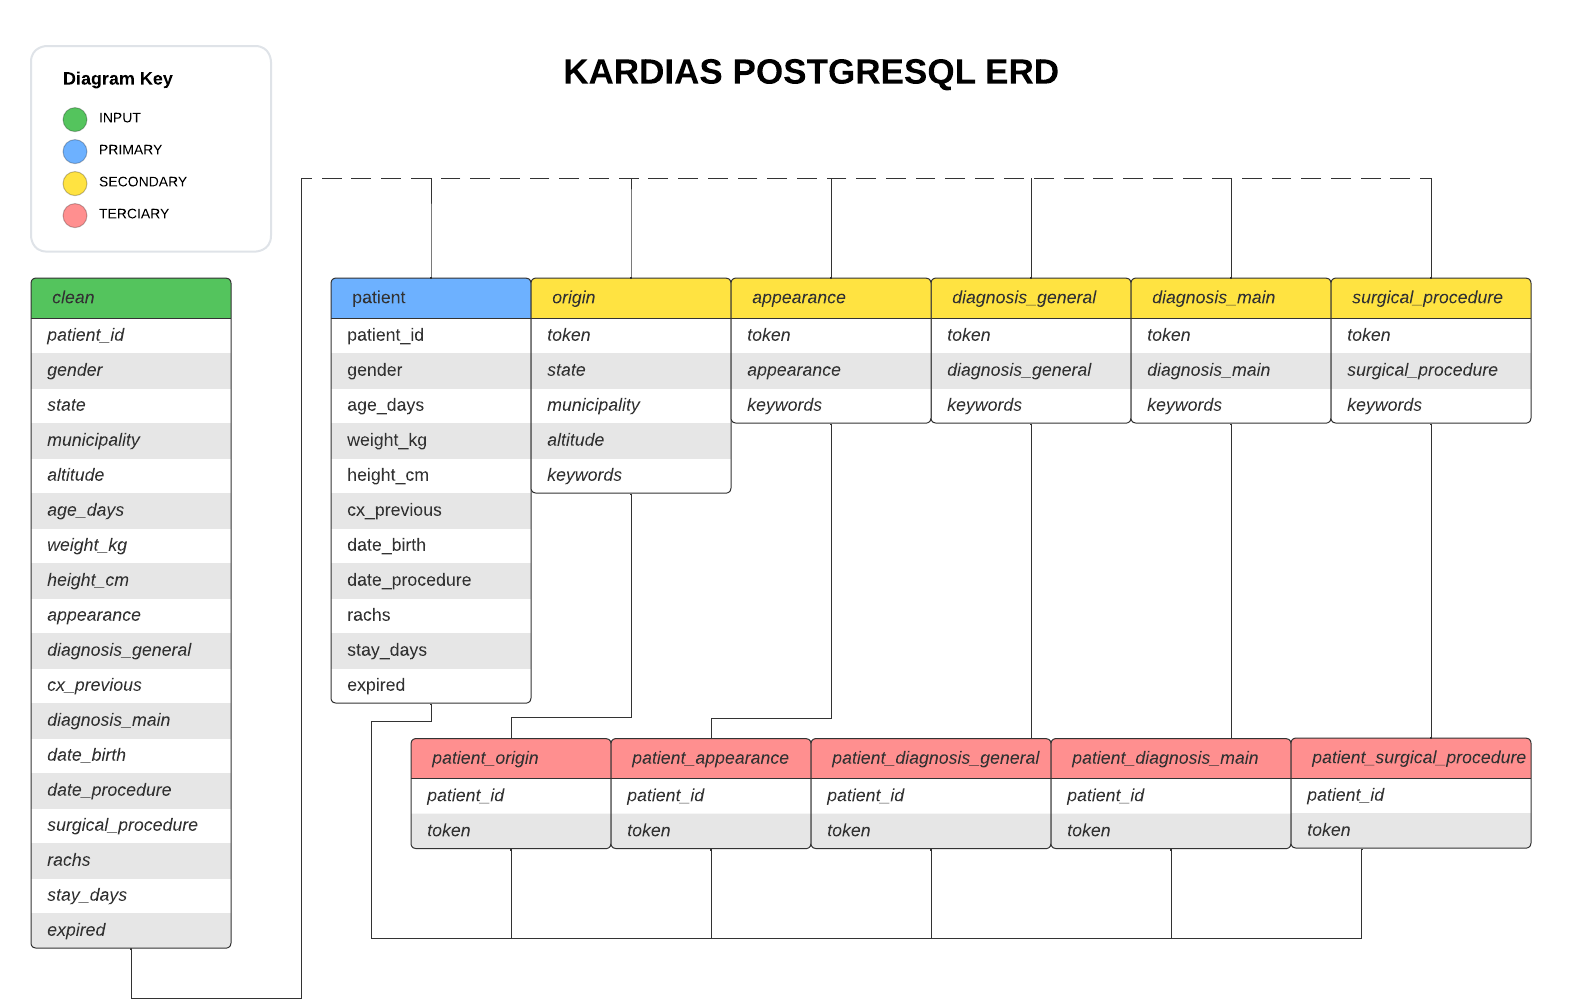 KARDIAS POSTGRESQL ERD
Diagram Key
INPUT
PRIMARY
SECONDARY
TERCIARY
clean
patient_id
gender
state
municipality
altitude
age_days
weight_kg
height_cm
appearance
diagnosis_general
cx_previous
diagnosis_main
date_birth
date_procedure
surgical_procedure
rachs
stay_days
expired
patient
patient_id
gender
age_days
weight_kg
height_cm
cx_previous
date_birth
date_procedure
rachs
stay_days
expired
origin
token
state
municipality
altitude
keywords
appearance
token
appearance
keywords
diagnosis_general
token
diagnosis_general
keywords
diagnosis_main
token
diagnosis_main
keywords
surgical_procedure
token
surgical_procedure
keywords
patient_origin
patient_id
token
patient_appearance
patient_id
token
patient_diagnosis_general
patient_id
token
patient_diagnosis_main
patient_id
token
patient_surgical_procedure
patient_id
token